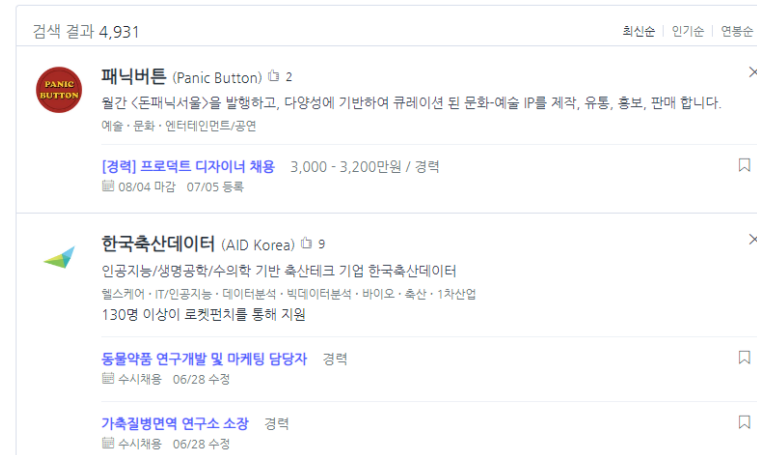 검색 결과 4,931
최신순 | 인기순 | 연봉순
PANIC
BUTTON
패닉버튼 (Panic Button) 2
월간 <돈패닉서울>을 발행하고, 다양성에 기반하여 큐레이션 된 문화-예술 IP를 제작, 유통, 홍보, 판매 합니다.
예술 · 문화 · 엔터테인먼트/공연
[경력] 프로덕트 디자이너 채용 3,000 - 3,200만원 / 경력
08/04 마감 07/05 등록
한국축산데이터 (AID Korea) 9
인공지능/생명공학/수의학 기반 축산테크 기업 한국축산데이터
헬스케어 · IT/인공지능 · 데이터분석 · 빅데이터분석 · 바이오 · 축산 · 1차산업
130명 이상이 로켓펀치를 통해 지원
동물약품 연구개발 및 마케팅 담당자 경력
수시채용 06/28 수정
가축질병면역 연구소 소장 경력
수시채용 06/28 수정